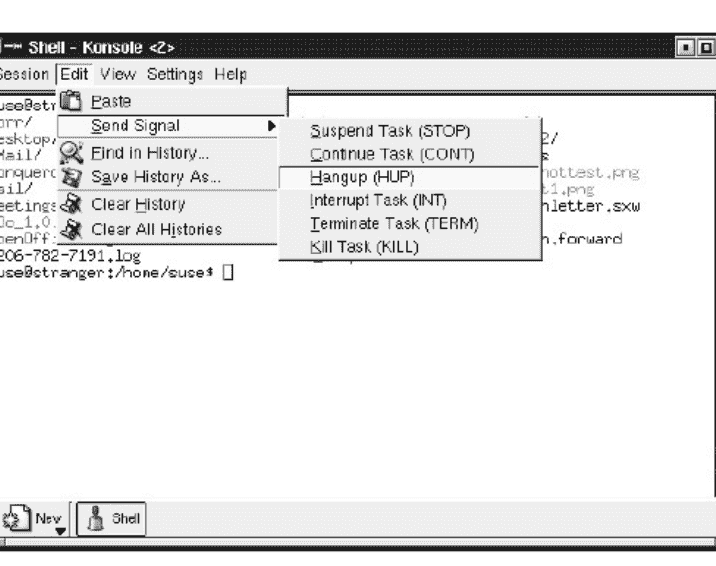 Shell - Konsole <2>
Session Edit View Settings Help
Paste
Send Signal
Find in History...
Save History As...
Clear History
Clear All Histories
Suspend Task (STOP)
Continue Task (CONT)
Hangup (HUP)
Interrupt Task (INT)
Terminate Task (TERM)
Kill Task (KILL)
2/
hottest.png
t1.png
nletter.sxw
n.forward
206-782-7191.log
use@stranger:/home/suse$
New
Shell